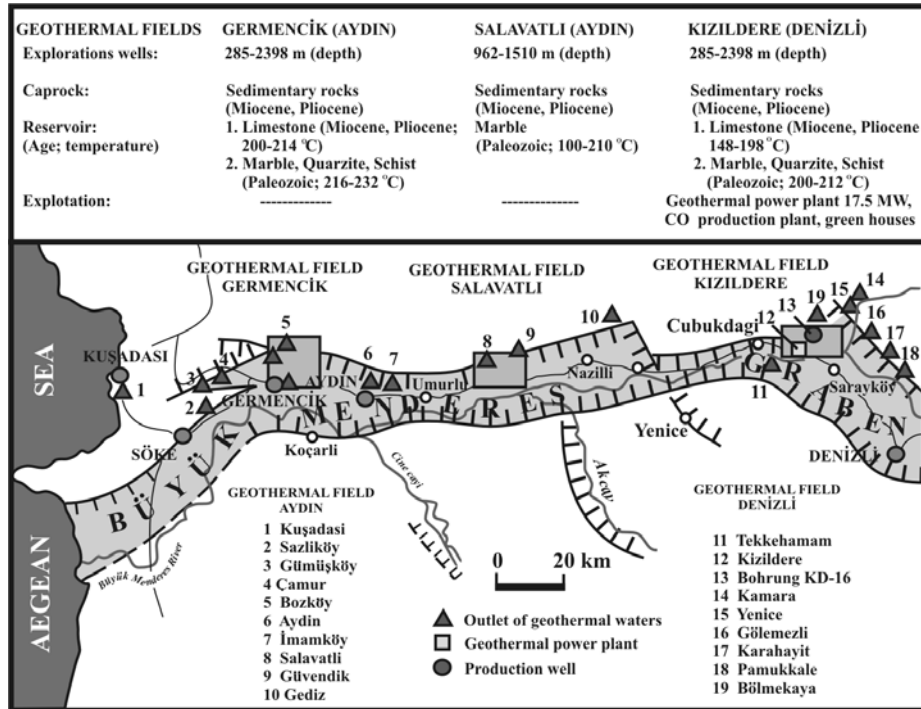 GEOTHERMAL FIELDS GERMENCİK (AYDIN) SALAVATLI (AYDIN) KIZILDERE (DENİZLİ)
Explorations wells: 285-2398 m (depth) 962-1510 m (depth) 285-2398 m (depth)
Caprock: Sedimentary rocks Sedimentary rocks Sedimentary rocks
(Miocene, Pliocene) (Miocene, Pliocene) (Miocene, Pliocene)
Reservoir: 1. Limestone (Miocene, Pliocene; Marble 1. Limestone (Miocene, Pliocene
(Age; temperature) 200-214 °C) (Paleozoic; 100-210 °C) 148-198 °C)
2. Marble, Quarzite, Schist 2. Marble, Quarzite, Schist
(Paleozoic; 216-232 °C) (Paleozoic; 200-212 °C)
Explotation: ------------- -------------- Geothermal power plant 17.5 MW,
CO production plant, green houses
GEOTHERMAL FIELD GERMENCİK
GEOTHERMAL FIELD SALAVATLI
GEOTHERMAL FIELD KIZILDERE
SEA
AEGEAN
KUŞADASI
1
2
3
4
5
6
7
8
9
10
11
12
13
14
15
16
17
18
19
Cubukdagi
AYDIN
GERMENCİK
Umurlu
Nazilli
Sarayköy
SÖKE
Koçarli
Yenice
DENİZLİ
BÜYÜK MENDERES GRBEN
Cine cayi
Akcay
Büyük Menderes River
0 20 km
GEOTHERMAL FIELD
AYDIN
1 Kuşadasi
2 Sazliköy
3 Gümüşköy
4 Çamur
5 Bozköy
6 Aydin
7 İmamköy
8 Salavatli
9 Güvendik
10 Gediz
Outlet of geothermal waters
Geothermal power plant
Production well
GEOTHERMAL FIELD
DENİZLİ
11 Tekkehamam
12 Kizildere
13 Bohrung KD-16
14 Kamara
15 Yenice
16 Gölemezli
17 Karahayit
18 Pamukkale
19 Bölmekaya